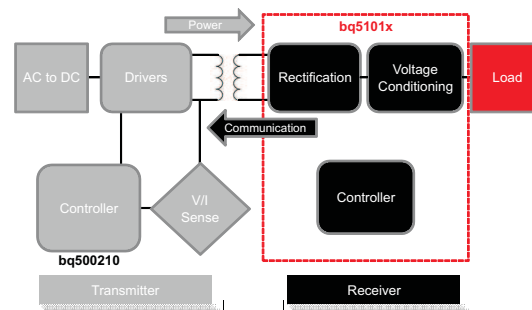 Power
bq5101x
AC to DC
Drivers
Rectification
Voltage
Conditioning
Load
Communication
Controller
V/I
Sense
Controller
bq500210
Transmitter
Receiver